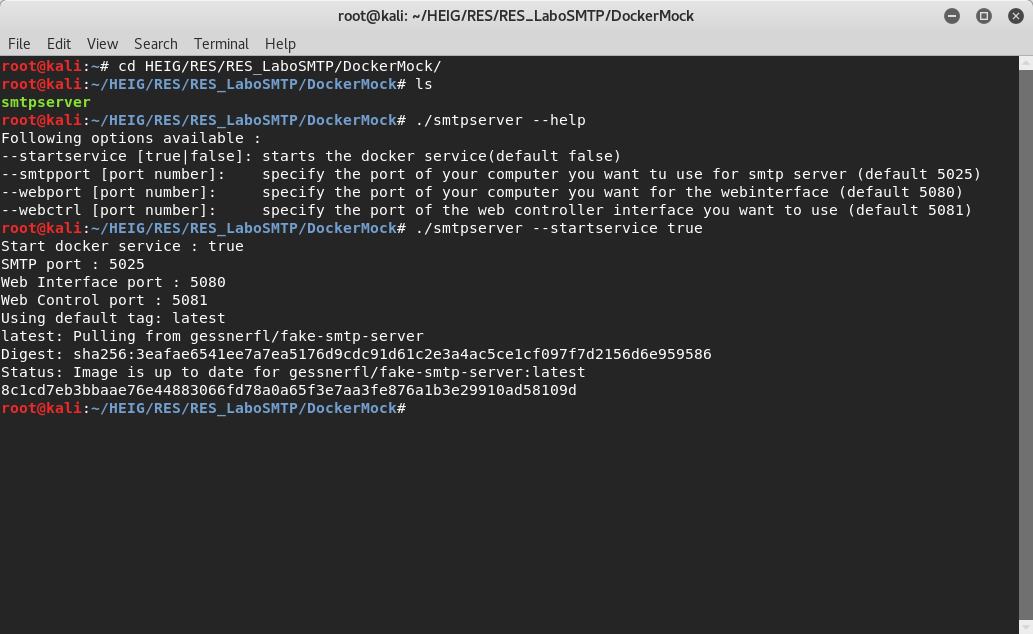 root@kali: ~/HEIG/RES/RES_LaboSMTP/DockerMock
File Edit View Search Terminal Help
root@kali:~# cd HEIG/RES/RES_LaboSMTP/DockerMock/
root@kali:~/HEIG/RES/RES_LaboSMTP/DockerMock# ls
smtpserver
root@kali:~/HEIG/RES/RES_LaboSMTP/DockerMock# ./smtpserver --help
Following options available :
--startservice [true|false]: starts the docker service(default false)
--smtpport [port number]:    specify the port of your computer you want tu use for smtp server (default 5025)
--webport [port number]:     specify the port of your computer you want for the webinterface (default 5080)
--webctrl [port number]:     specify the port of the web controller interface you want to use (default 5081)
root@kali:~/HEIG/RES/RES_LaboSMTP/DockerMock# ./smtpserver --startservice true
Start docker service : true
SMTP port : 5025
Web Interface port : 5080
Web Control port : 5081
Using default tag: latest
latest: Pulling from gessnerfl/fake-smtp-server
Digest: sha256:3eafae6541ee7a7ea5176d9cdc91d61c2e3a4ac5ce1cf097f7d2156d6e959586
Status: Image is up to date for gessnerfl/fake-smtp-server:latest
8c1cd7eb3bbaae76e44883066fd78a0a65f3e7aa3fe876a1b3e29910ad58109d
root@kali:~/HEIG/RES/RES_LaboSMTP/DockerMock#